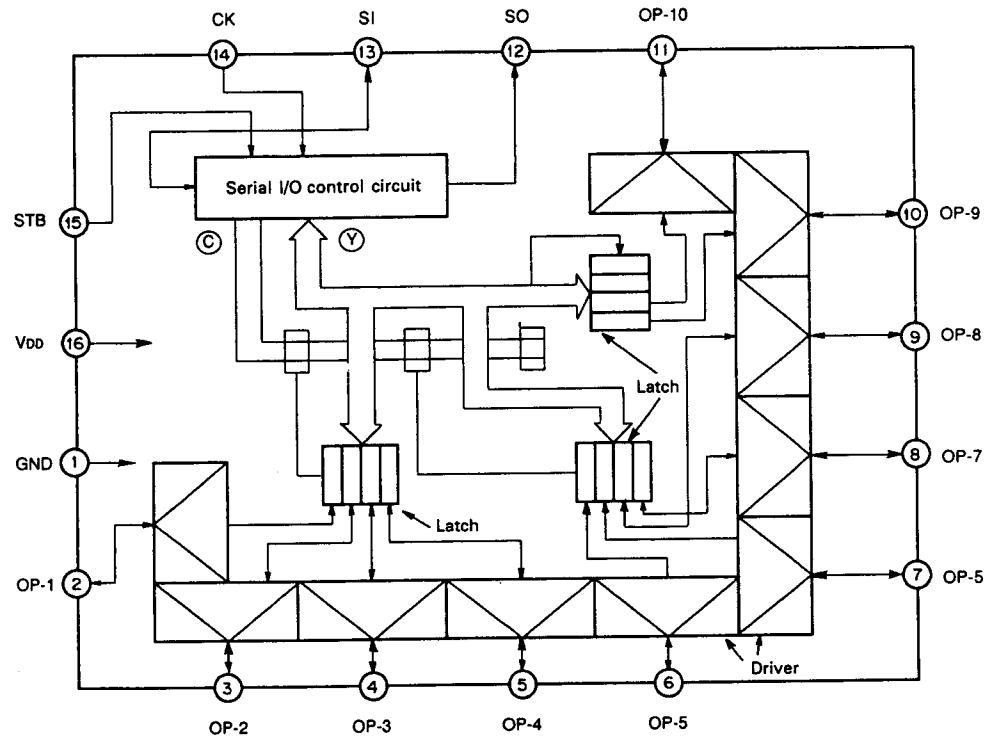 CK
SI
SO
OP-10
14
13
12
11
Serial I/O control circuit
STB
15
10
OP-9
C
Y
VDD
16
9
OP-8
Latch
GND
1
8
OP-7
Latch
OP-1
2
7
OP-5
Driver
3
4
5
6
OP-2
OP-3
OP-4
OP-5